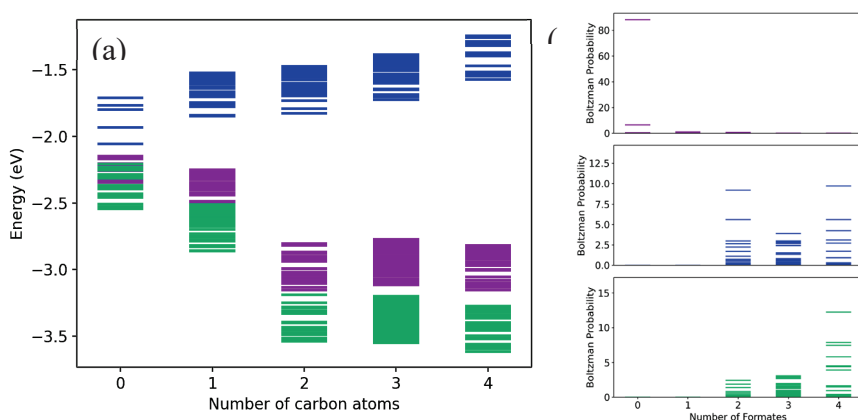 (a)
−1.5
−2.0
−2.5
−3.0
−3.5
Energy (eV)
0 1 2 3 4
Number of carbon atoms
80
60
40
20
0
Boltzman Probability
12.5
10.0
7.5
5.0
2.5
0.0
Boltzman Probability
15
10
5
0
Boltzman Probability
0 1 2 3 4
Number of Formates